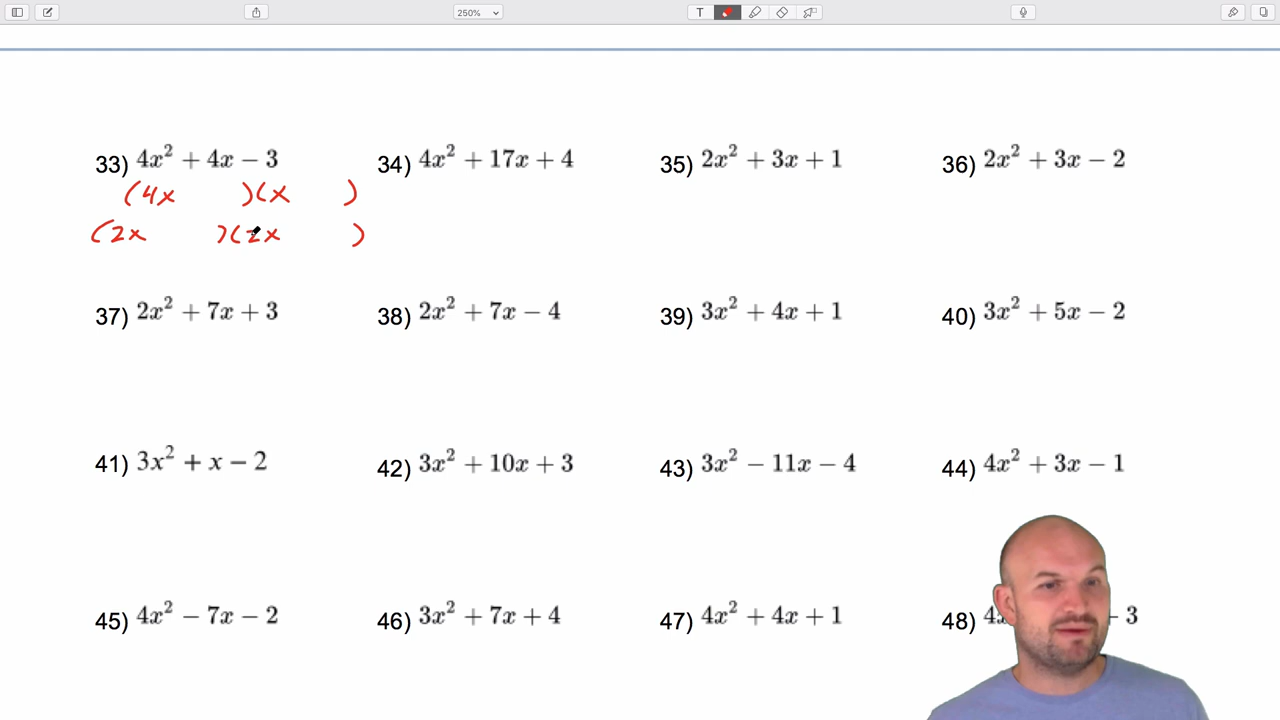 250%
T
33) 4x² + 4x − 3
34) 4x² + 17x + 4
35) 2x² + 3x + 1
36) 2x² + 3x − 2
(4x )(x )
(2x )(2x )
37) 2x² + 7x + 3
38) 2x² + 7x − 4
39) 3x² + 4x + 1
40) 3x² + 5x − 2
41) 3x² + x − 2
42) 3x² + 10x + 3
43) 3x² − 11x − 4
44) 4x² + 3x − 1
45) 4x² − 7x − 2
46) 3x² + 7x + 4
47) 4x² + 4x + 1
48) 4 3